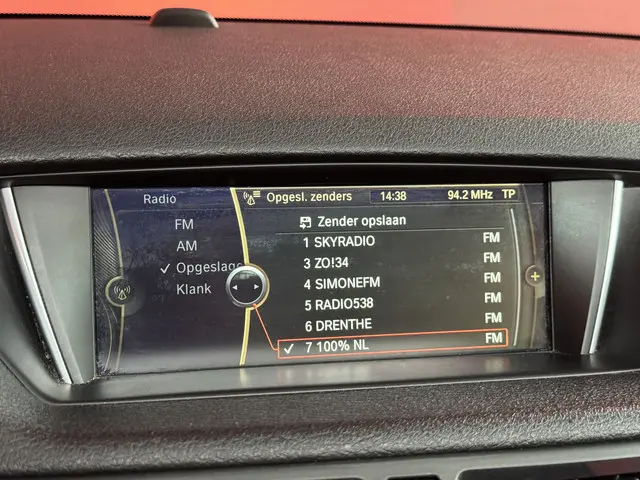 Radio
Opgesl. zenders 14:38 94.2 MHz TP
FM
AM
✓ Opgeslage
Klank
Zender opslaan
1 SKYRADIO FM
3 ZO!34 FM
4 SIMONEFM FM
5 RADIO538 FM
6 DRENTHE FM
✓ 7 100% NL FM